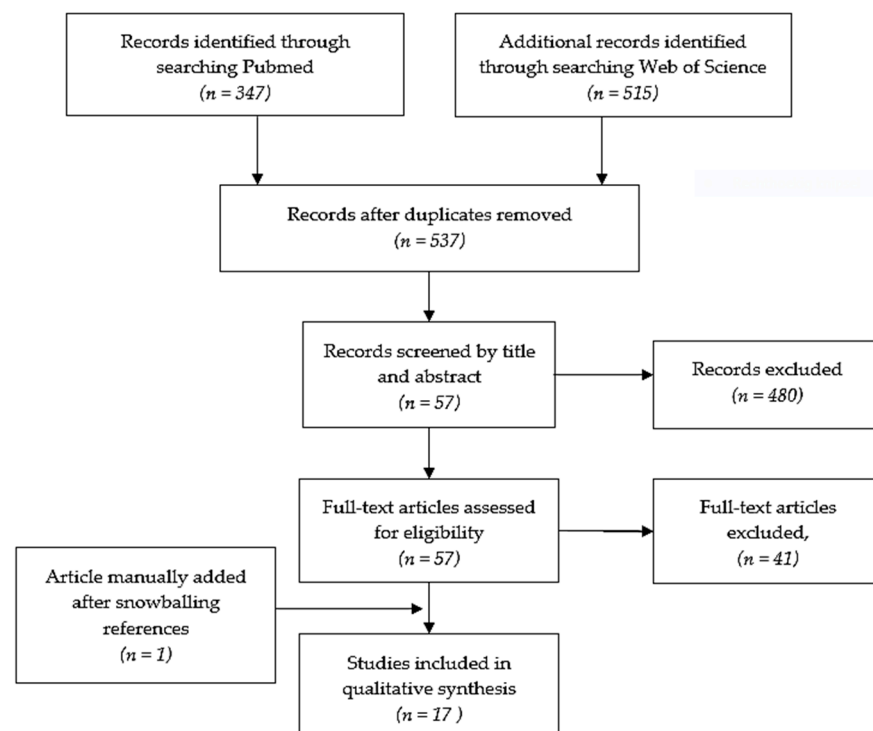 Records identified through
searching Pubmed
(n = 347)
Additional records identified
through searching Web of Science
(n = 515)
Records after duplicates removed
(n = 537)
Records screened by title
and abstract
(n = 57)
Records excluded
(n = 480)
Full-text articles assessed
for eligibility
(n = 57)
Full-text articles
excluded,
(n = 41)
Article manually added
after snowballing
references
(n = 1)
Studies included in
qualitative synthesis
(n = 17 )